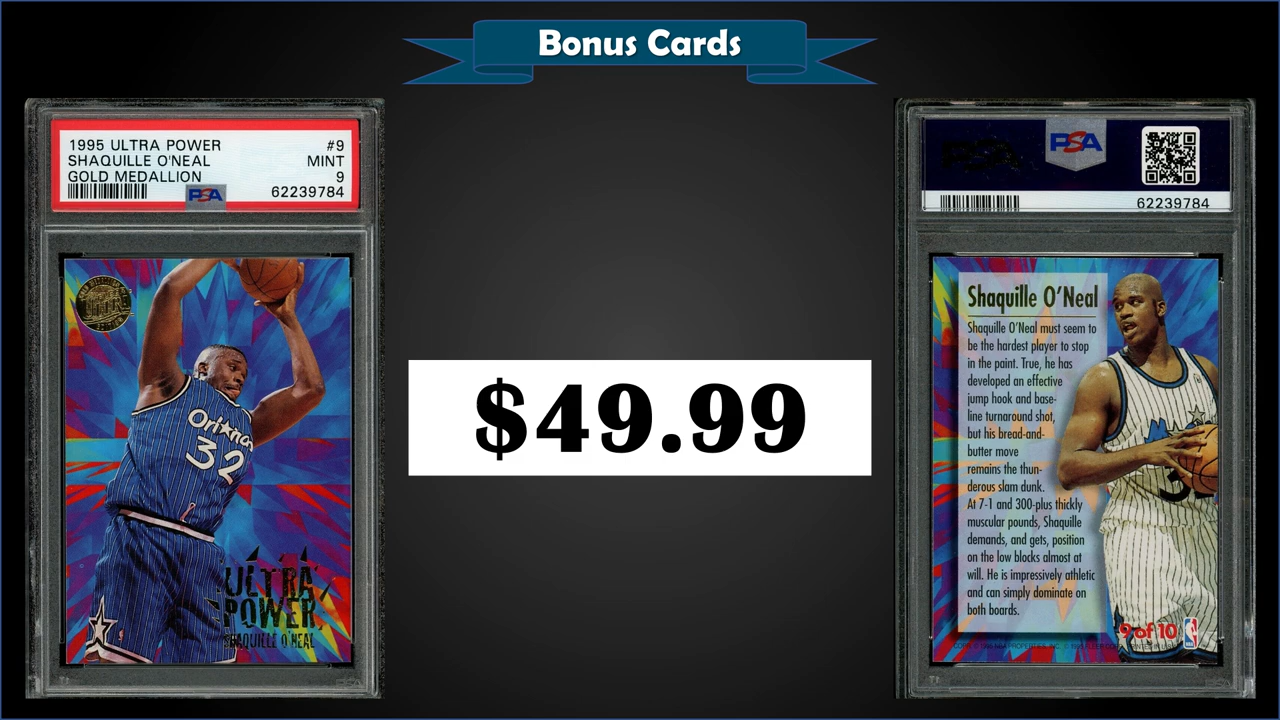 Bonus Cards
1995 ULTRA POWER #9
SHAQUILLE O'NEAL MINT
GOLD MEDALLION 9
PSA 62239784
Orlando
32
ULTRA
POWER
SHAQUILLE O'NEAL
$49.99
PSA
62239784
Shaquille O'Neal
Shaquille O'Neal must seem to
be the hardest player to stop
in the paint. True, he has
developed an effective
jump hook and base-
line turnaround shot,
but his bread-and-
butter move
remains the thun-
derous slam dunk.
At 7-1 and 300-plus thickly
muscular pounds, Shaquille
demands, and gets, position
on the low blocks almost at
will. He is impressively athletic
and can simply dominate on
both boards.
9 of 10